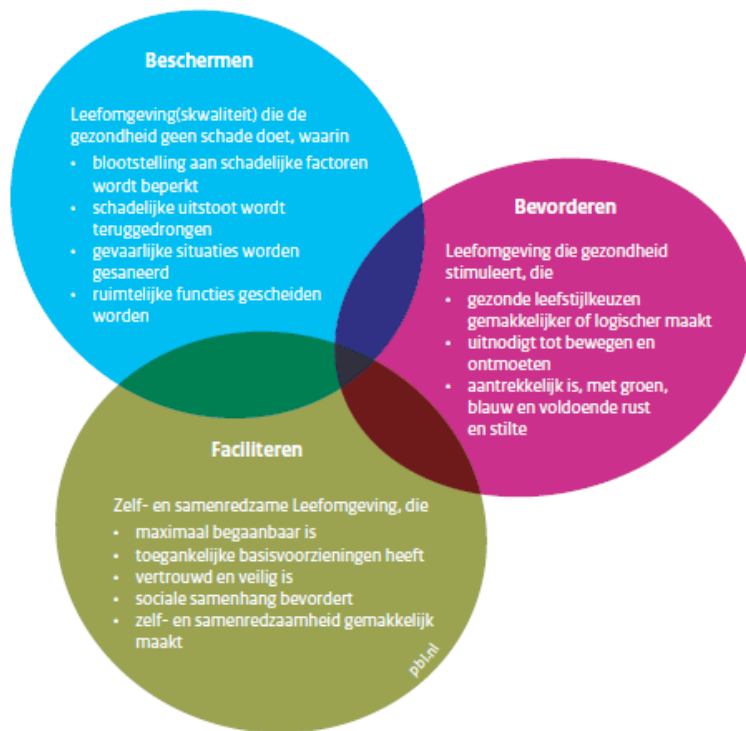 Beschermen
Leefomgeving(skwaliteit) die de
gezondheid geen schade doet, waarin
• blootstelling aan schadelijke factoren
wordt beperkt
• schadelijke uitstoot wordt
teruggedrongen
• gevaarlijke situaties worden
gesaneerd
• ruimtelijke functies gescheiden
worden
Bevorderen
Leefomgeving die gezondheid
stimuleert, die
• gezonde leefstijlkeuzen
gemakkelijker of logischer maakt
• uitnodigt tot bewegen en
ontmoeten
• aantrekkelijk is, met groen,
blauw en voldoende rust
en stilte
Faciliteren
Zelf- en samenredzame Leefomgeving, die
• maximaal begaanbaar is
• toegankelijke basisvoorzieningen heeft
• vertrouwd en veilig is
• sociale samenhang bevordert
• zelf- en samenredzaamheid gemakkelijk
maakt
pbl.nl